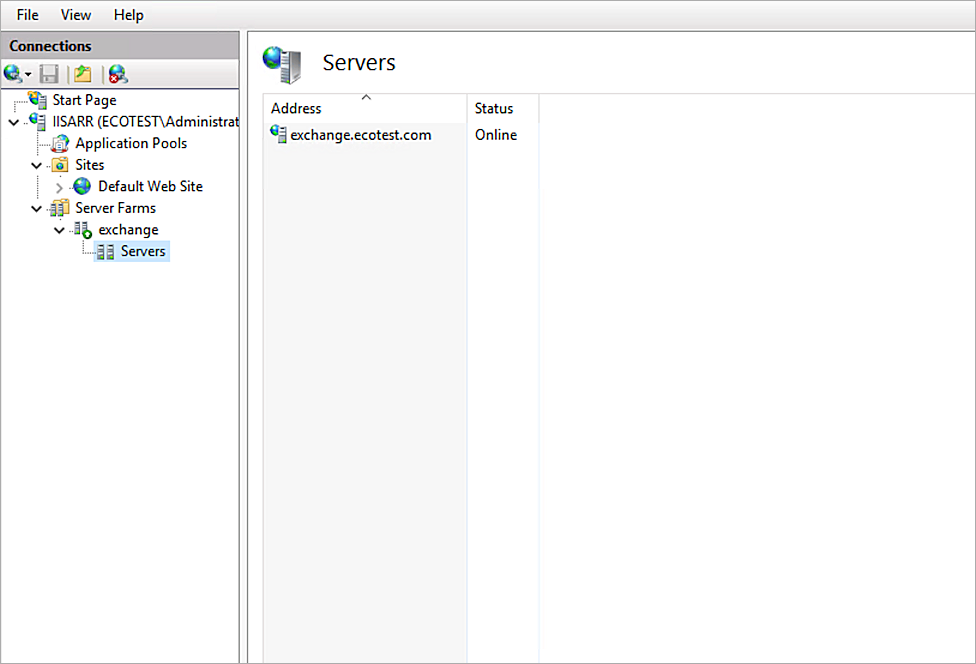 File View Help
Connections
Start Page
IISARR (ECOTEST\Administrat
Application Pools
Sites
Default Web Site
Server Farms
exchange
Servers
Servers
Address Status
exchange.ecotest.com Online